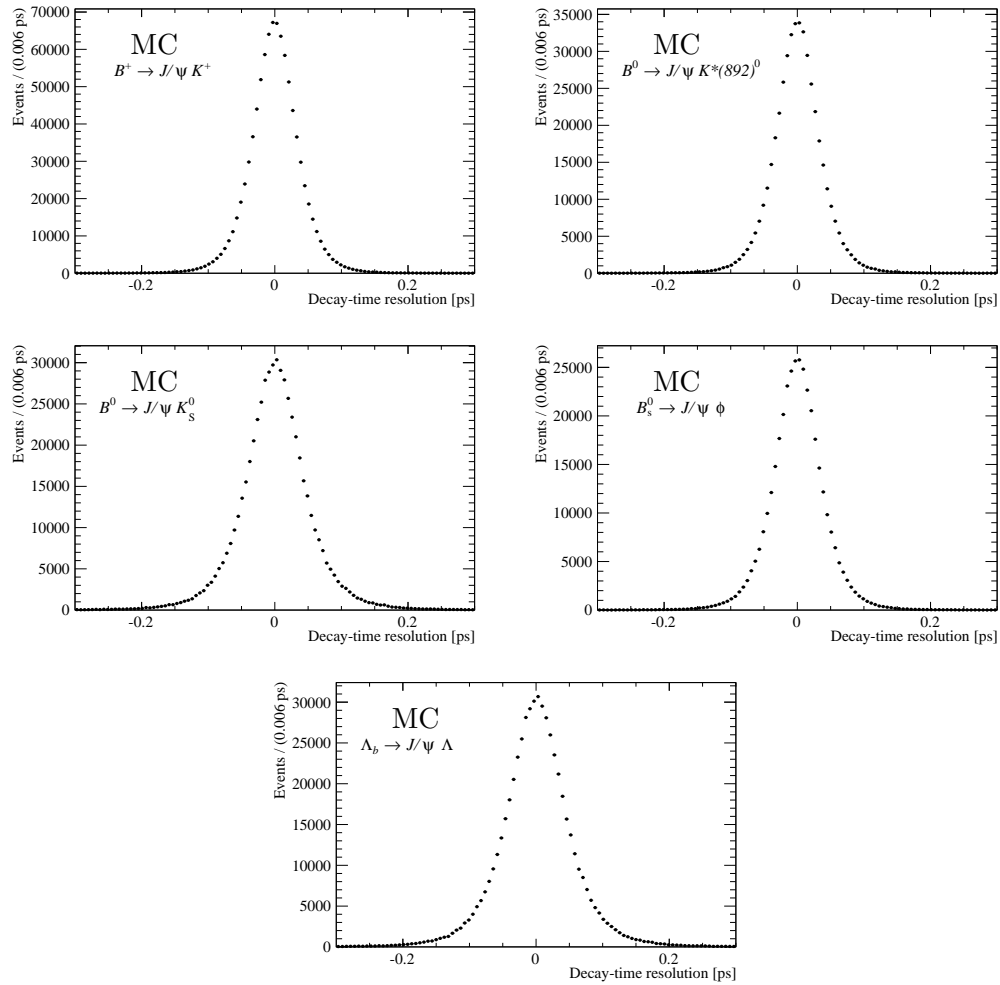 Events / (0.006 ps)
70000
60000
50000
40000
30000
20000
10000
0
MC
B⁺ → J/ψ K⁺
-0.2 0 0.2
Decay-time resolution [ps]
Events / (0.006 ps)
35000
30000
25000
20000
15000
10000
5000
0
MC
B⁰ → J/ψ K*(892)⁰
-0.2 0 0.2
Decay-time resolution [ps]
Events / (0.006 ps)
30000
25000
20000
15000
10000
5000
0
MC
B⁰ → J/ψ K⁰_S
-0.2 0 0.2
Decay-time resolution [ps]
Events / (0.006 ps)
25000
20000
15000
10000
5000
0
MC
B⁰_s → J/ψ ϕ
-0.2 0 0.2
Decay-time resolution [ps]
Events / (0.006 ps)
30000
25000
20000
15000
10000
5000
0
MC
Λ_b → J/ψ Λ
-0.2 0 0.2
Decay-time resolution [ps]